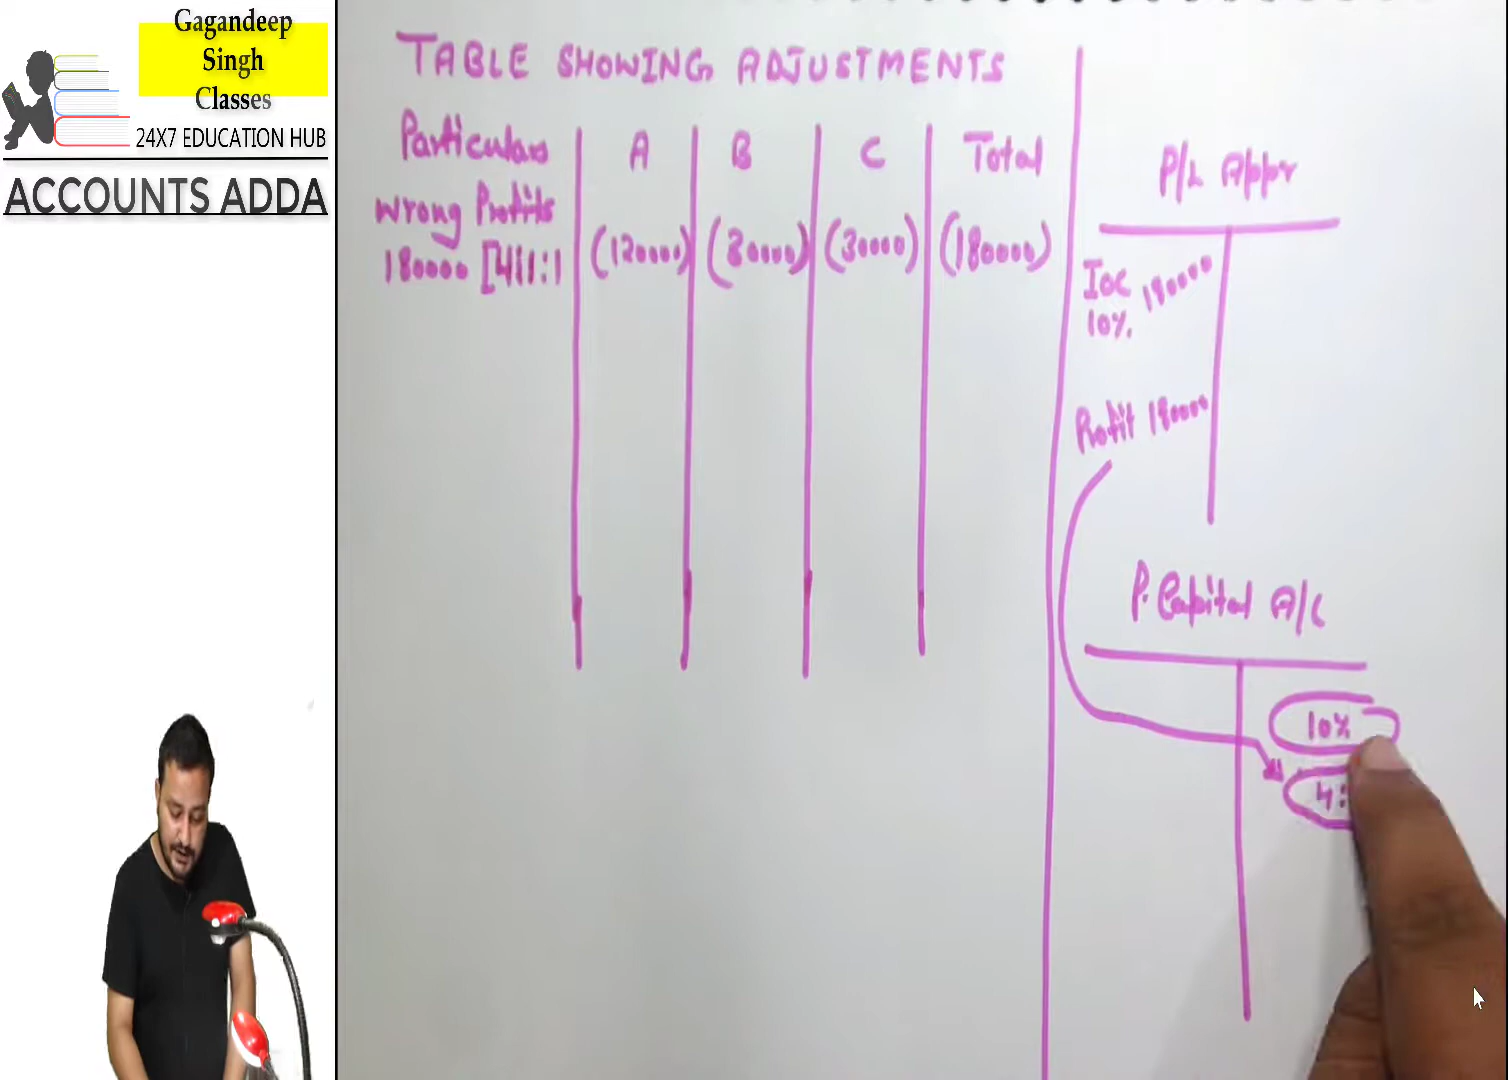 Gagandeep
Singh
Classes
24X7 EDUCATION HUB
ACCOUNTS ADDA
TABLE SHOWING ADJUSTMENTS
Particulars A B C Total
Wrong Profits
180000 [4:1:1 (120000) (30000) (30000) (180000)
P/L Appr
IOC 180000
10%.
Profit 180000
P. Capital A/C
10%
4: